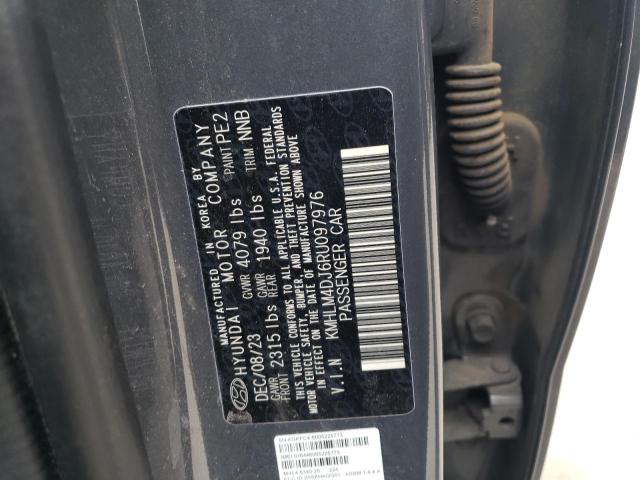 MANUFACTURED IN KOREA BY
HYUNDAI MOTOR COMPANY
DEC/08/23 GVWR 4079 lbs PAINT PE2
GAWR FRONT 2315 lbs GAWR REAR 1940 lbs TRIM NNB
THIS VEHICLE CONFORMS TO ALL APPLICABLE U.S.A. FEDERAL
MOTOR VEHICLE SAFETY, BUMPER, AND THEFT PREVENTION STANDARDS
IN EFFECT ON THE DATE OF MANUFACTURE SHOWN ABOVE
V.I.N KMHLM4DJ6RU097976
PASSENGER CAR